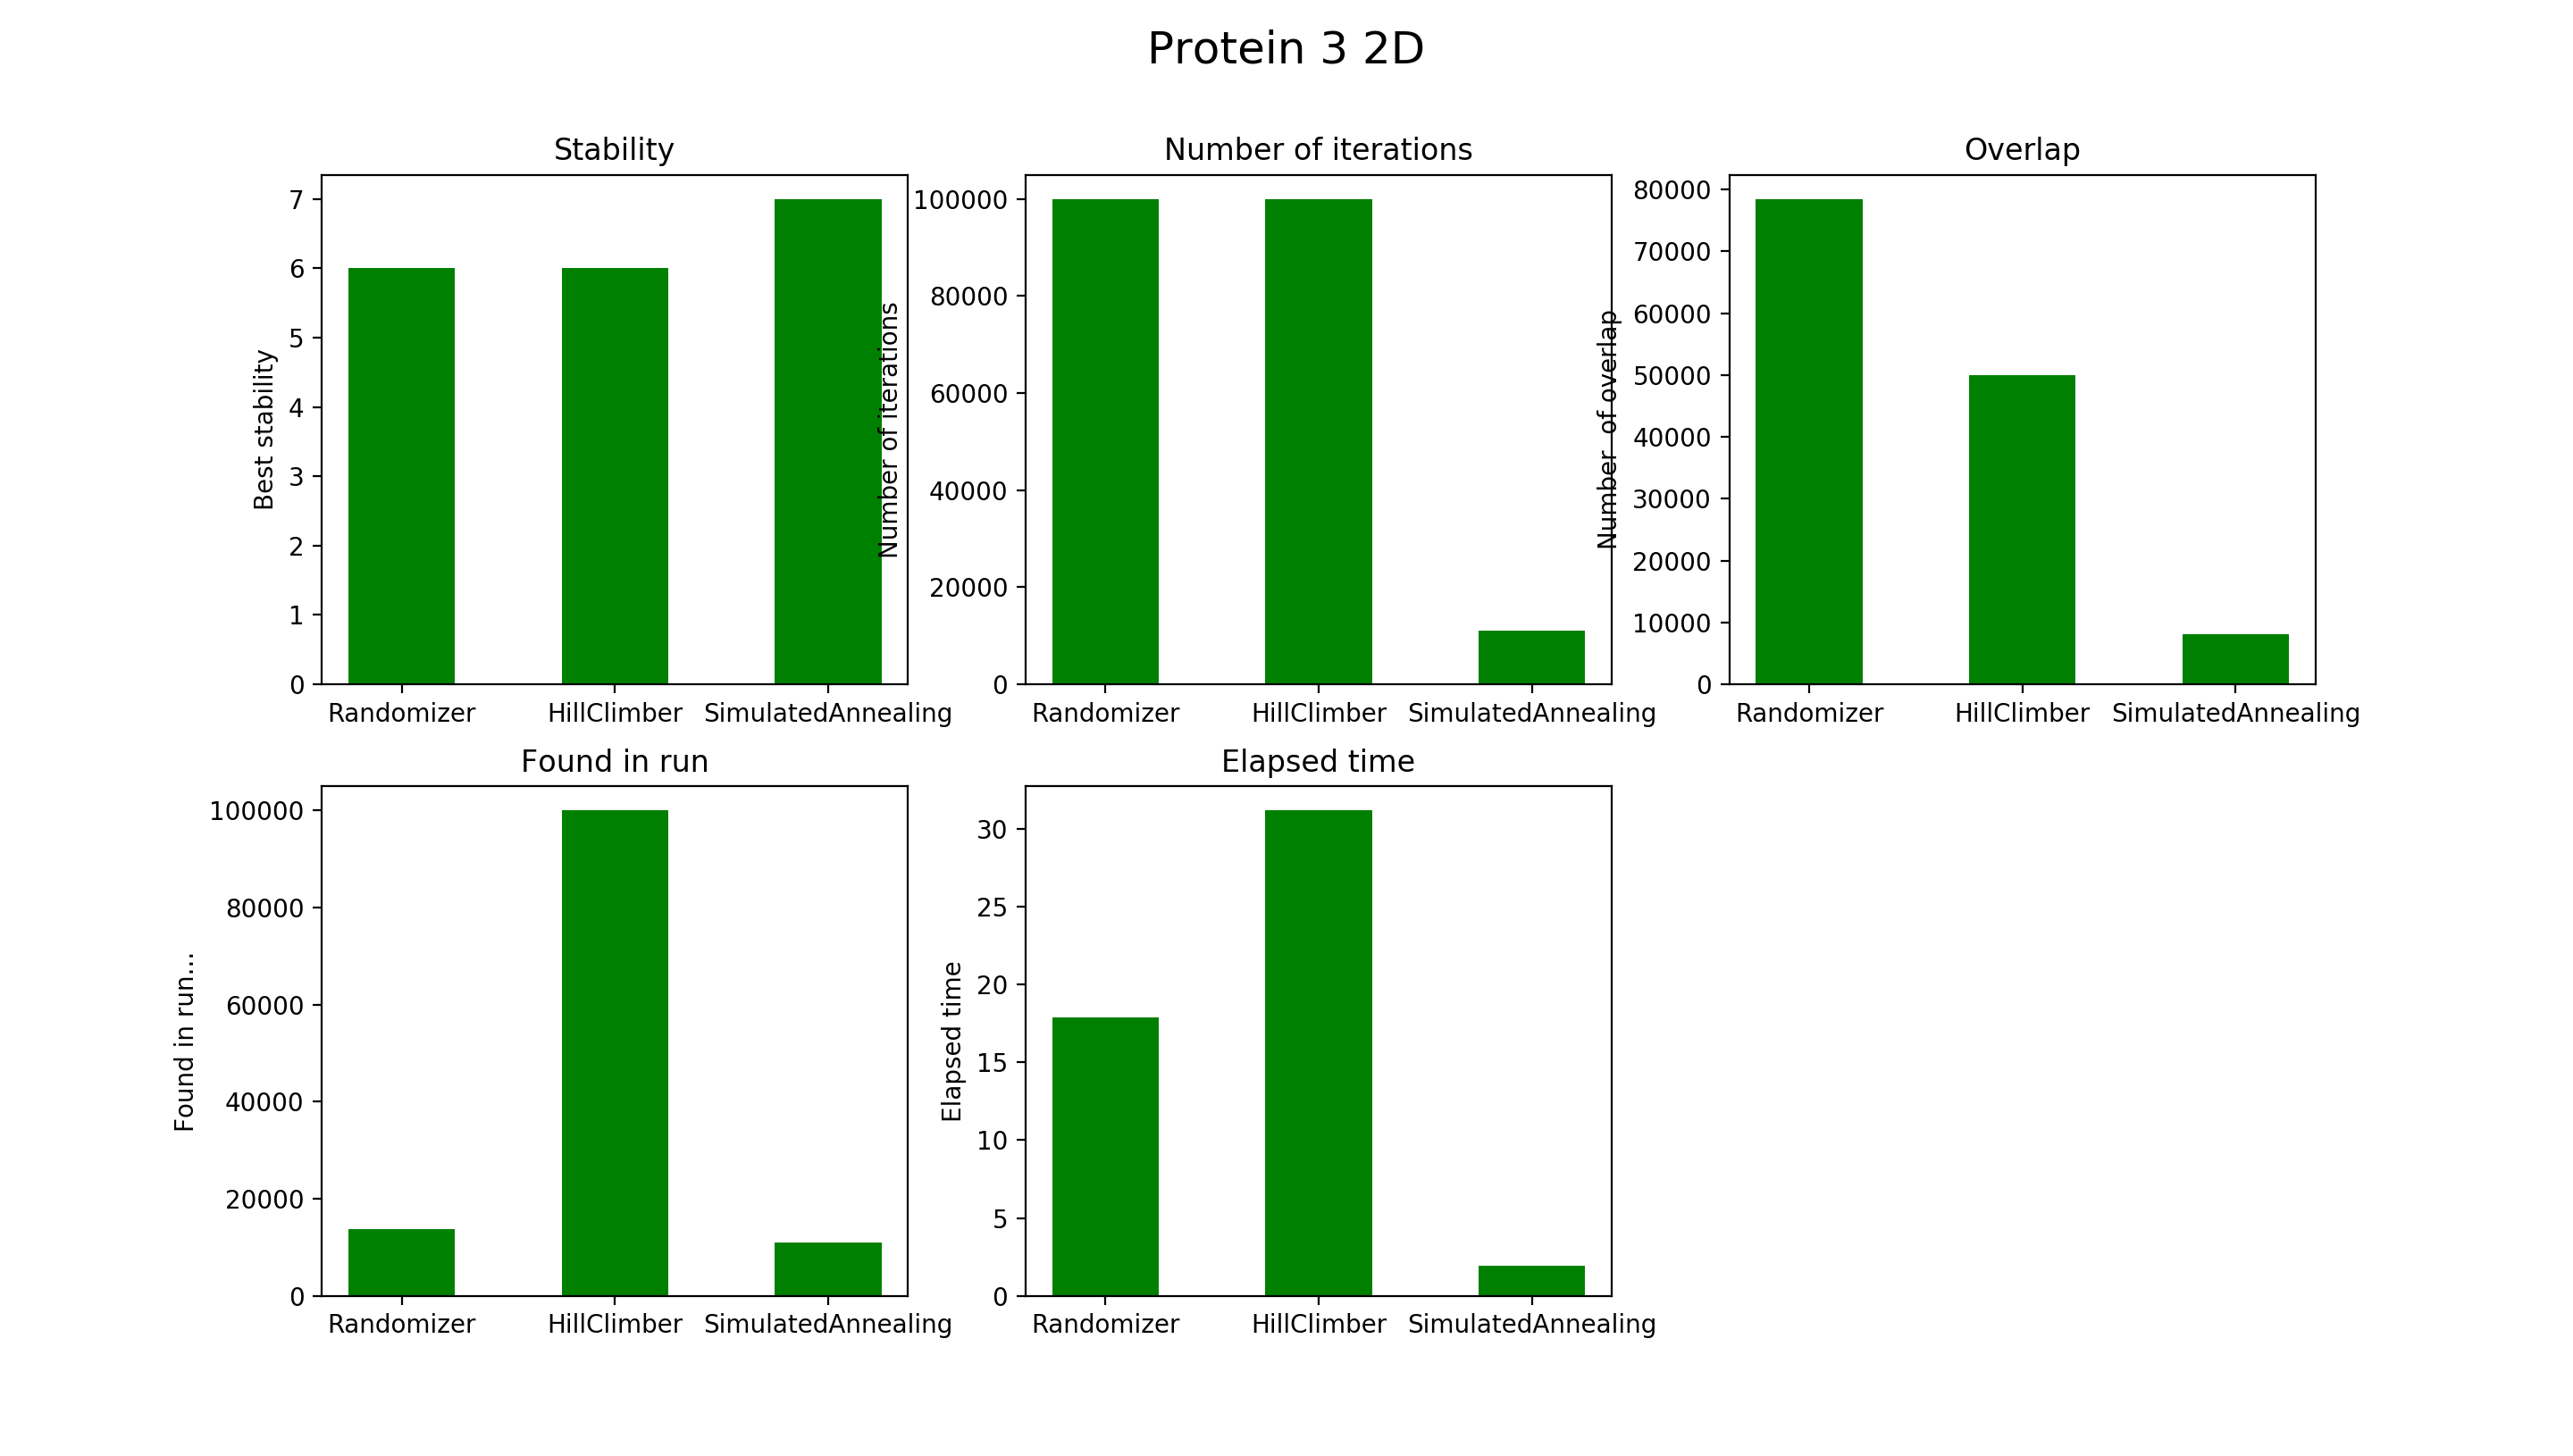 Protein 3 2D
Stability
Best stability
7
6
5
4
3
2
1
0
Randomizer
HillClimber
SimulatedAnnealing
Number of iterations
Number of iterations
100000
80000
60000
40000
20000
0
Randomizer
HillClimber
SimulatedAnnealing
Overlap
Number of overlap
80000
70000
60000
50000
40000
30000
20000
10000
0
Randomizer
HillClimber
SimulatedAnnealing
Found in run
Found in run...
100000
80000
60000
40000
20000
0
Randomizer
HillClimber
SimulatedAnnealing
Elapsed time
Elapsed time
30
25
20
15
10
5
0
Randomizer
HillClimber
SimulatedAnnealing